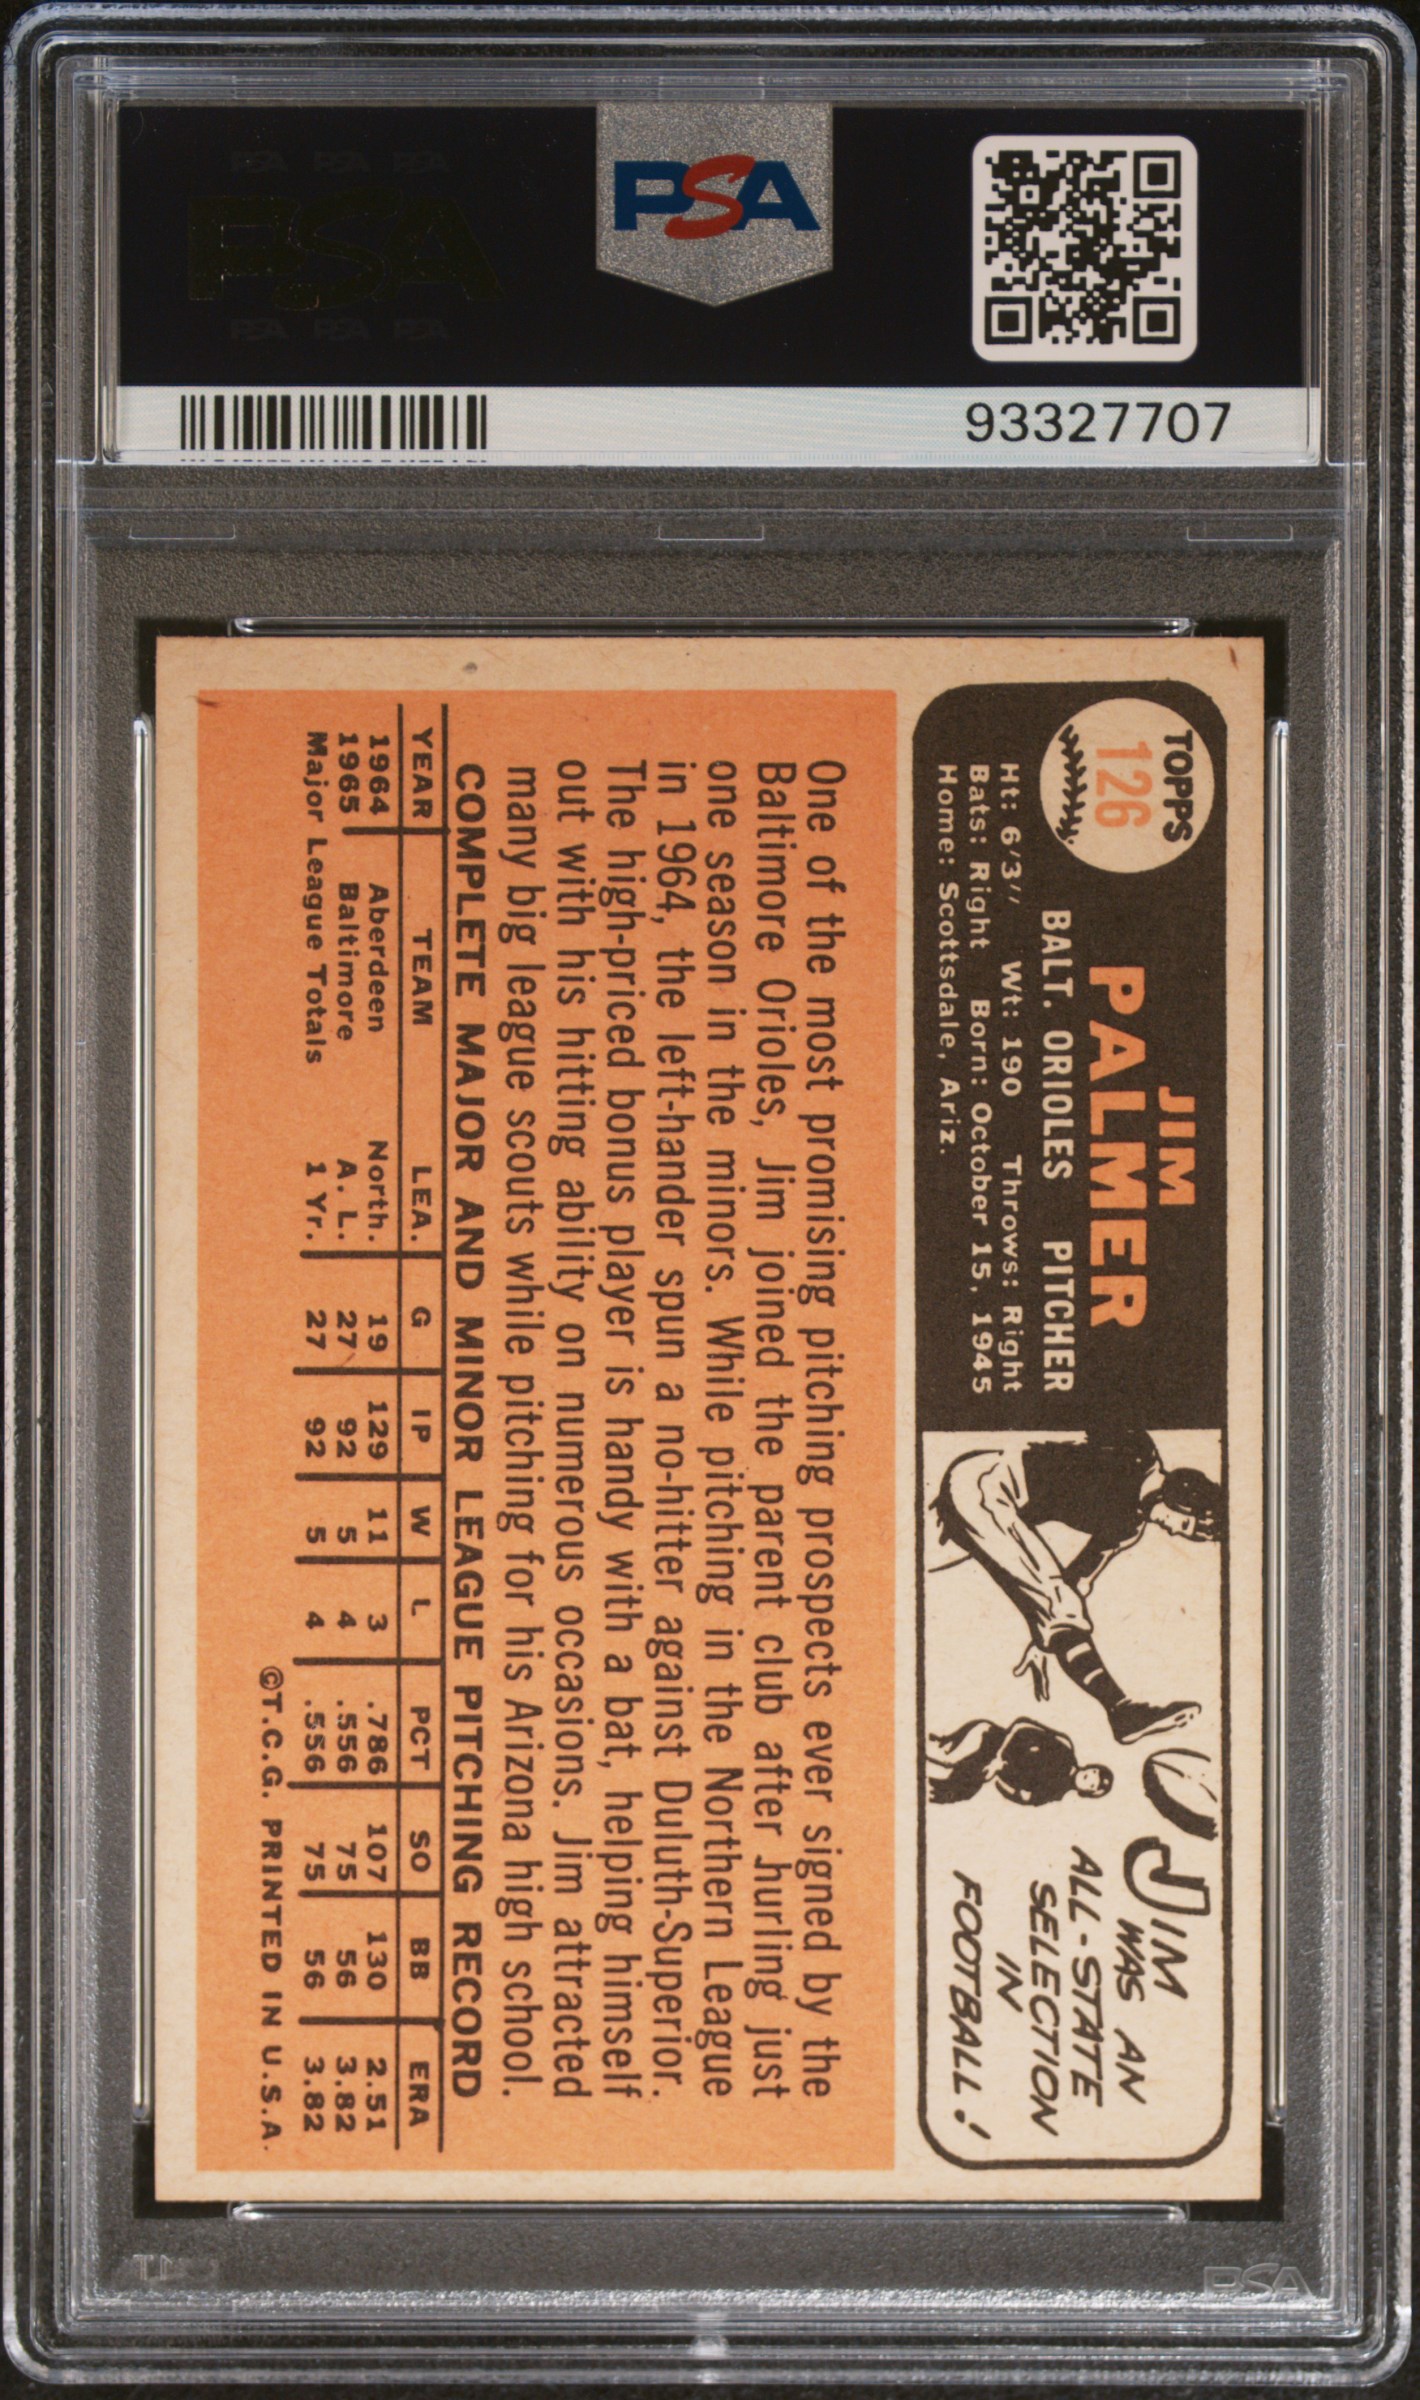 PSA PSA PSA
PSA
PSA PSA PSA
PSA
93327707
TOPPS
126
JIM
PALMER
BALT. ORIOLES PITCHER
Ht: 6'3" Wt: 190 Throws: Right
Bats: Right Born: October 15, 1945
Home: Scottsdale, Ariz.
JIM
WAS AN
ALL-STATE
SELECTION
IN
FOOTBALL!
One of the most promising pitching prospects ever signed by the
Baltimore Orioles, Jim joined the parent club after hurling just
one season in the minors. While pitching in the Northern League
in 1964, the left-hander spun a no-hitter against Duluth-Superior.
The high-priced bonus player is handy with a bat, helping himself
out with his hitting ability on numerous occasions. Jim attracted
many big league scouts while pitching for his Arizona high school.
COMPLETE MAJOR AND MINOR LEAGUE PITCHING RECORD
YEAR TEAM LEA. G IP W L PCT SO BB ERA
1964 Aberdeen North. 19 129 11 3 .786 107 130 2.51
1965 Baltimore A. L. 27 92 5 4 .556 75 56 3.82
Major League Totals 1 Yr. 27 92 5 4 .556 75 56 3.82
©T.C.G. PRINTED IN U.S.A.
PSA